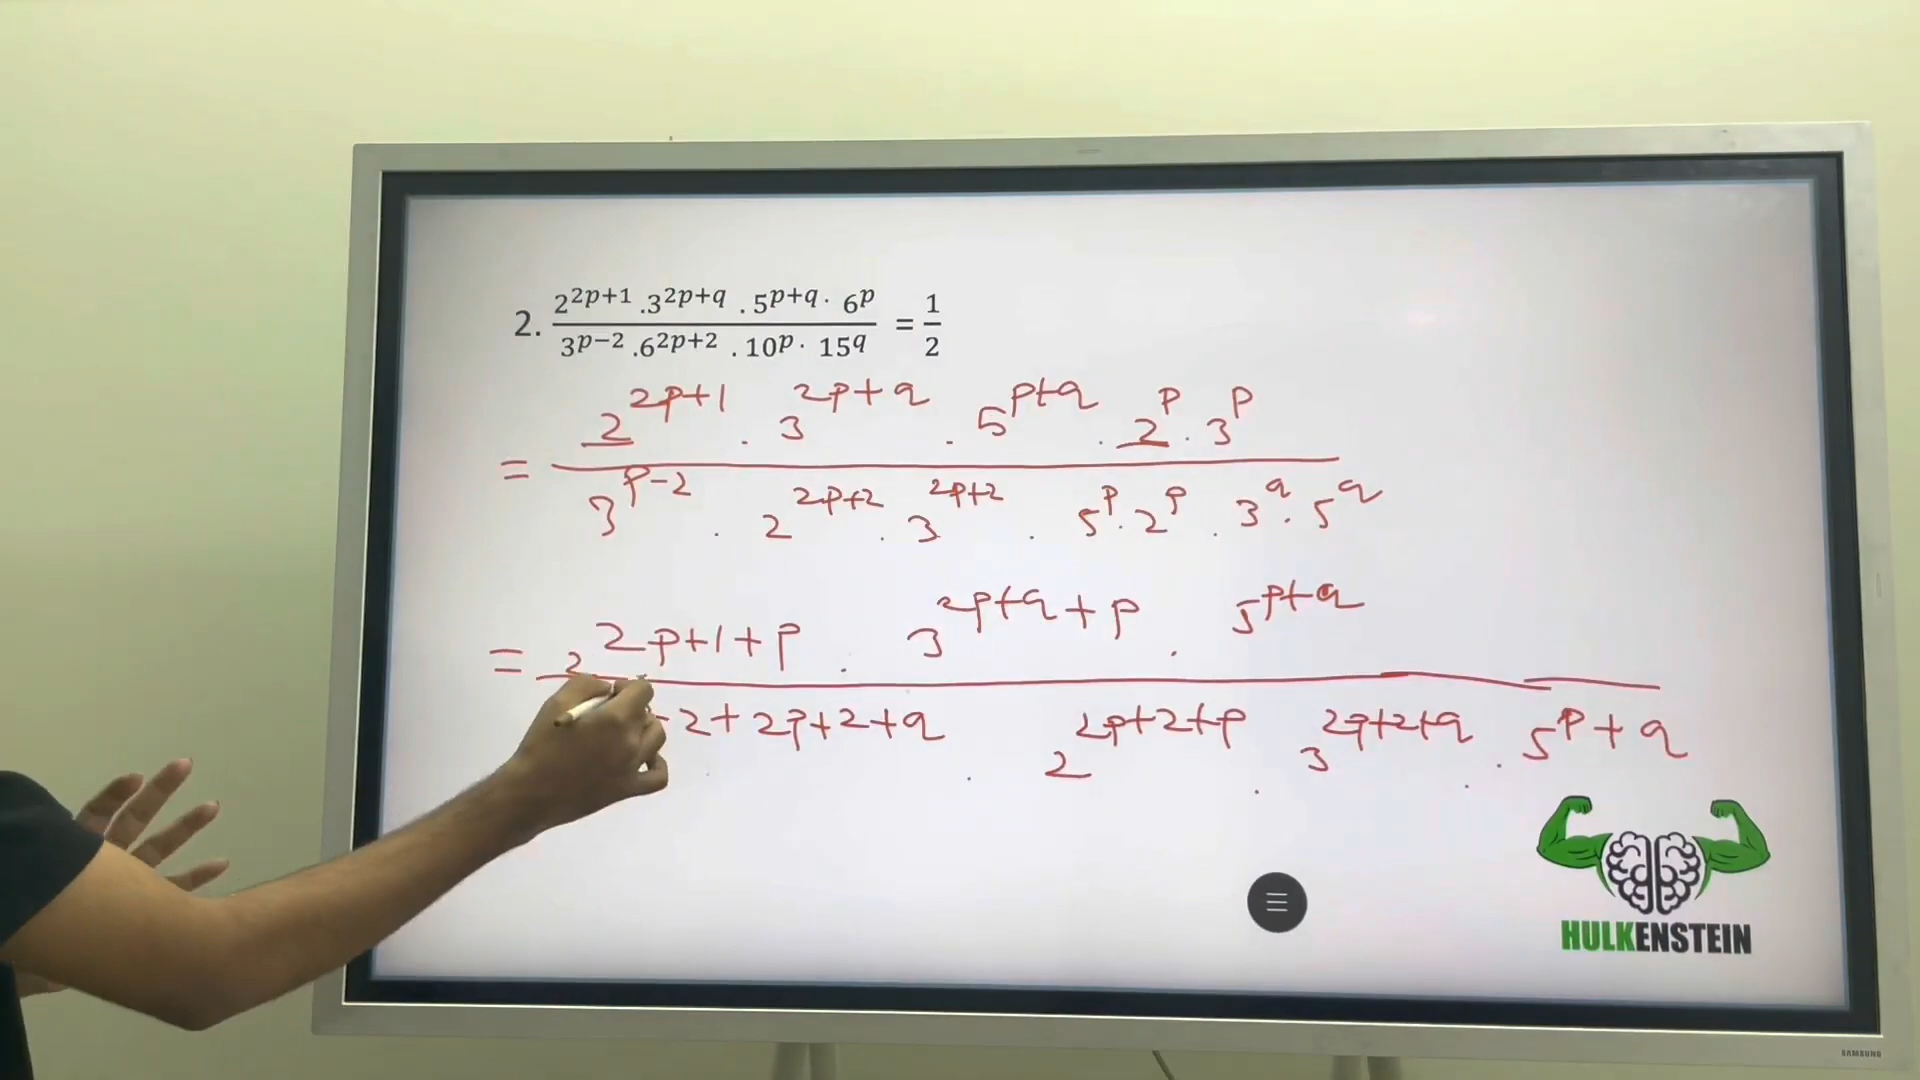 2. 2^{2p+1} .3^{2p+q} . 5^{p+q} . 6^p / 3^{p-2} .6^{2p+2} . 10^p . 15^q = 1/2
= 2^{2p+1} . 3^{2p+q} . 5^{p+q} . 2^p . 3^p / 3^{p-2} . 2^{2p+2} . 3^{2p+2} . 5^p . 2^p . 3^q . 5^q
= 2^{2p+1+p} . 3^{2p+q+p} . 5^{p+q} / -2+2p+2+q . 2^{2p+2+p} . 3^{2p+2+q} . 5^{p+q}
HULKENSTEIN
SAMSUNG